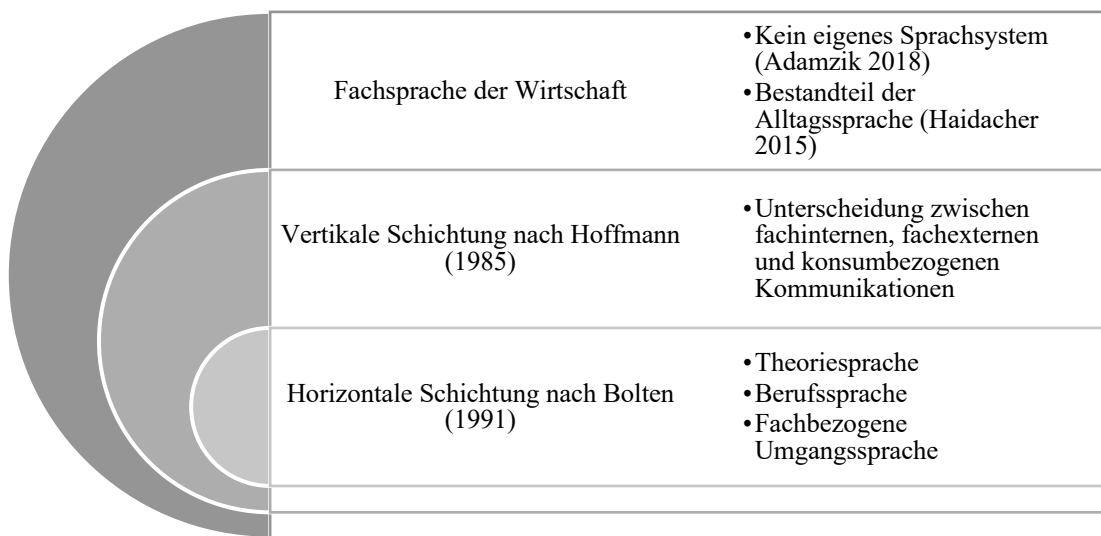 Fachsprache der Wirtschaft
•Kein eigenes Sprachsystem
(Adamzik 2018)
•Bestandteil der
Alltagssprache (Haidacher
2015)
Vertikale Schichtung nach Hoffmann
(1985)
•Unterscheidung zwischen
fachinternen, fachexternen
und konsumbezogenen
Kommunikationen
Horizontale Schichtung nach Bolten
(1991)
•Theoriesprache
•Berufssprache
•Fachbezogene
Umgangssprache